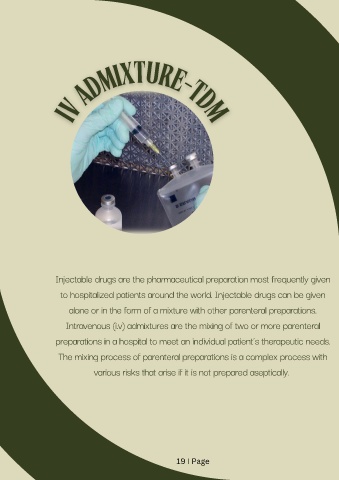 IV ADMIXTURE-TDM
Injectable drugs are the pharmaceutical preparation most frequently given
to hospitalized patients around the world. Injectable drugs can be given
alone or in the form of a mixture with other parenteral preparations.
Intravenous (i.v) admixtures are the mixing of two or more parenteral
preparations in a hospital to meet an individual patient's therapeutic needs.
The mixing process of parenteral preparations is a complex process with
various risks that arise if it is not prepared aseptically.
19 | Page